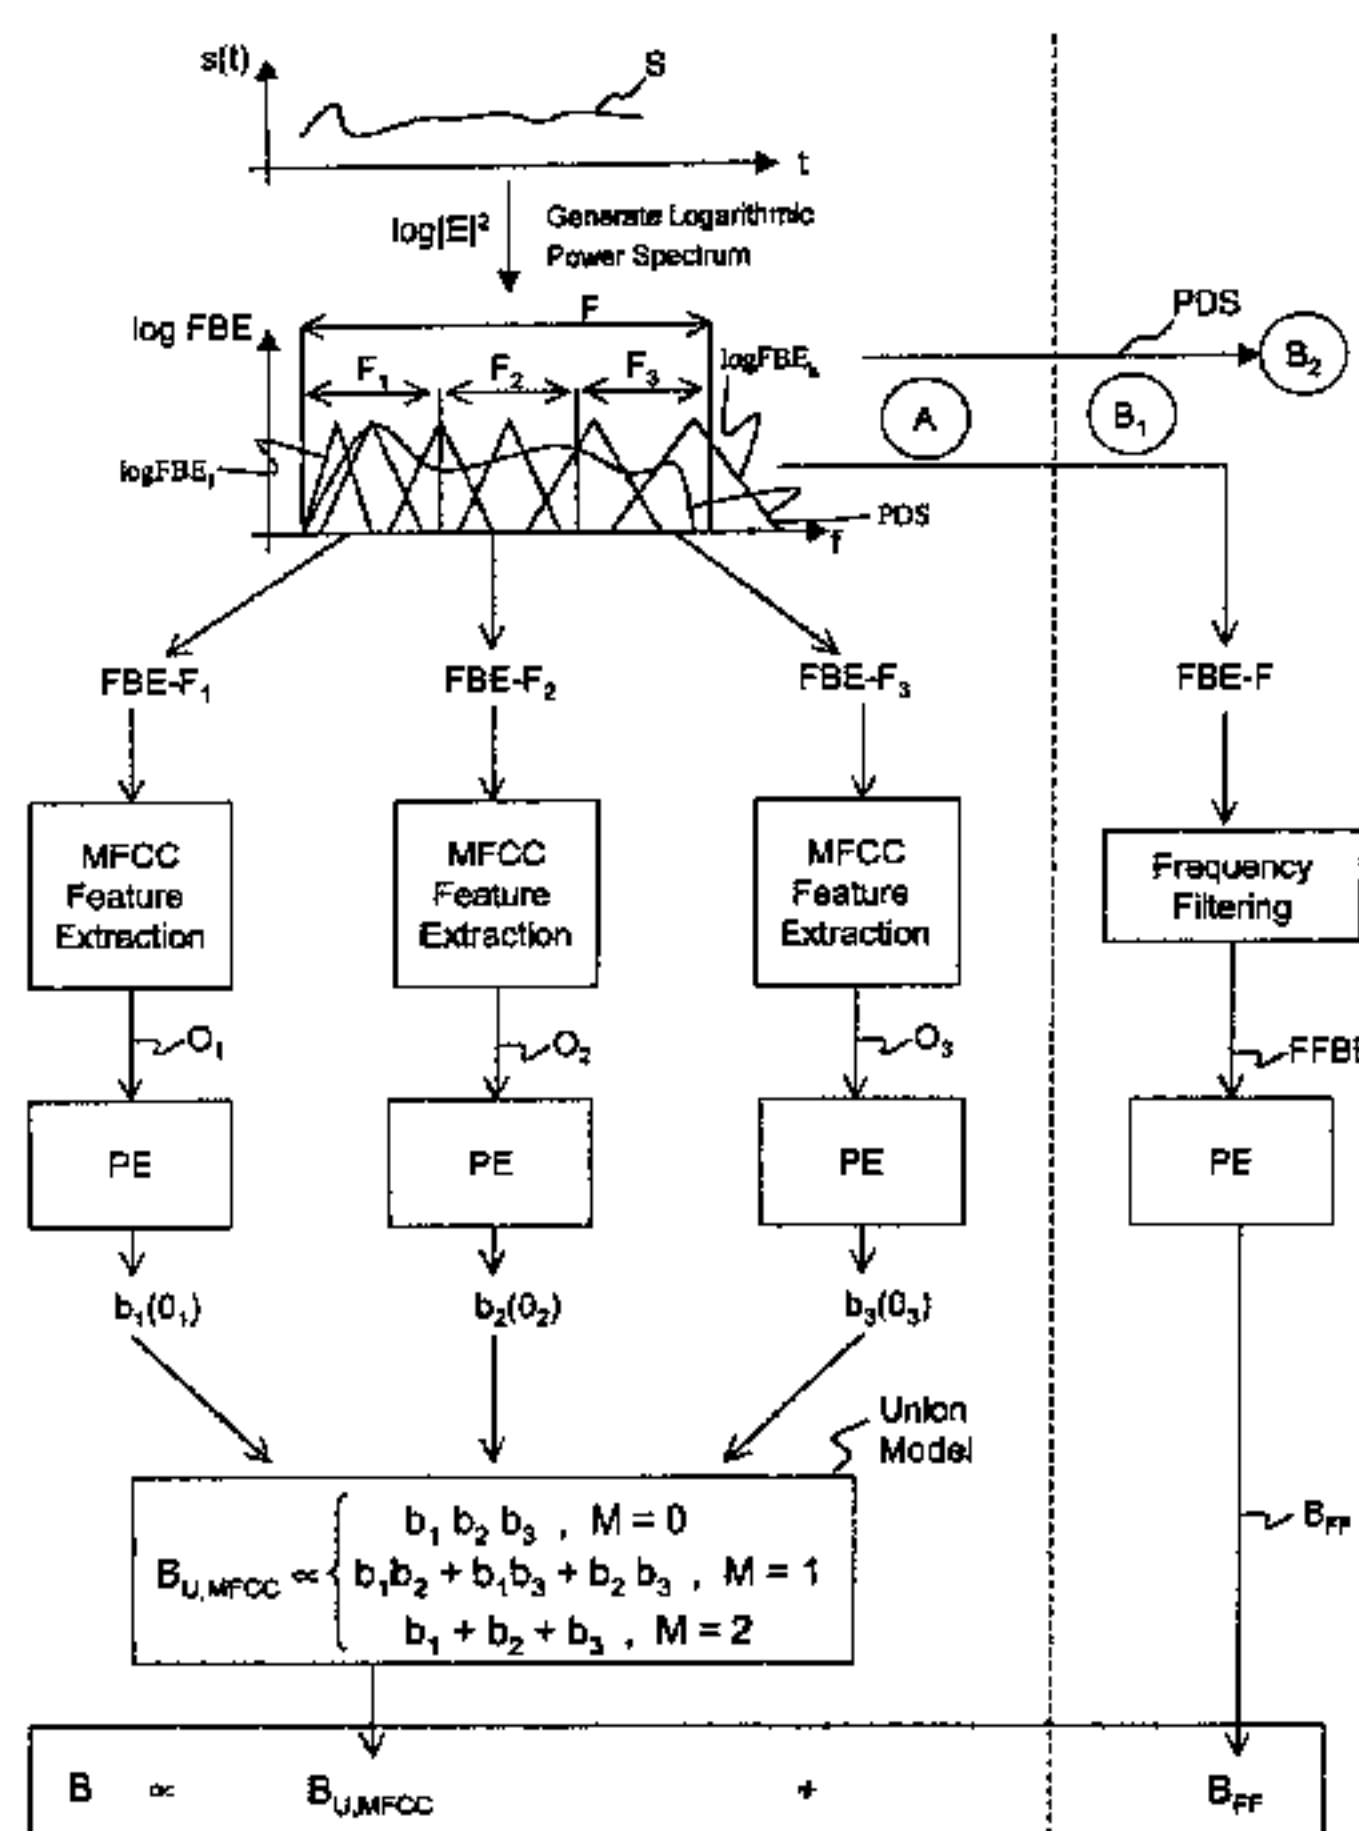 s(t)
S
t
log|E|²
Generate Logarithmic
Power Spectrum
log FBE
F
F₁
F₂
F₃
logFBEₖ
logFBE₁
PDS
f
PDS
B₂
A
B₁
FBE-F₁
FBE-F₂
FBE-F₃
FBE-F
MFCC
Feature
Extraction
MFCC
Feature
Extraction
MFCC
Feature
Extraction
Frequency
Filtering
O₁
O₂
O₃
PE
PE
PE
PE
b₁(0₁)
b₂(0₂)
b₃(0₃)
Union
Model
b₁ b₂ b₃ , M = 0
B_U,MFCC ∝ { b₁b₂ + b₁b₃ + b₂ b₃ , M = 1
b₁ + b₂ + b₃ , M = 2
B_FF
B ∝ B_U,MFCC + B_FF